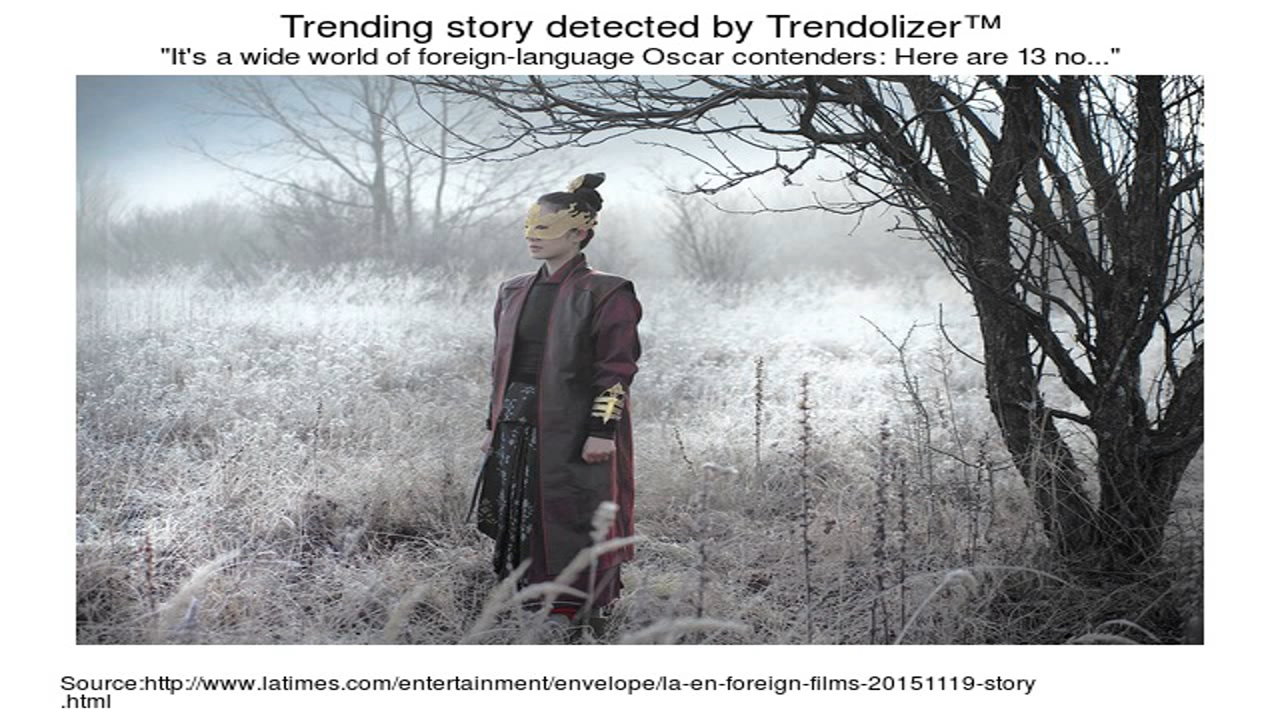 Trending story detected by Trendolizer™
"It's a wide world of foreign-language Oscar contenders: Here are 13 no..."
Source:http://www.latimes.com/entertainment/envelope/la-en-foreign-films-20151119-story
.html